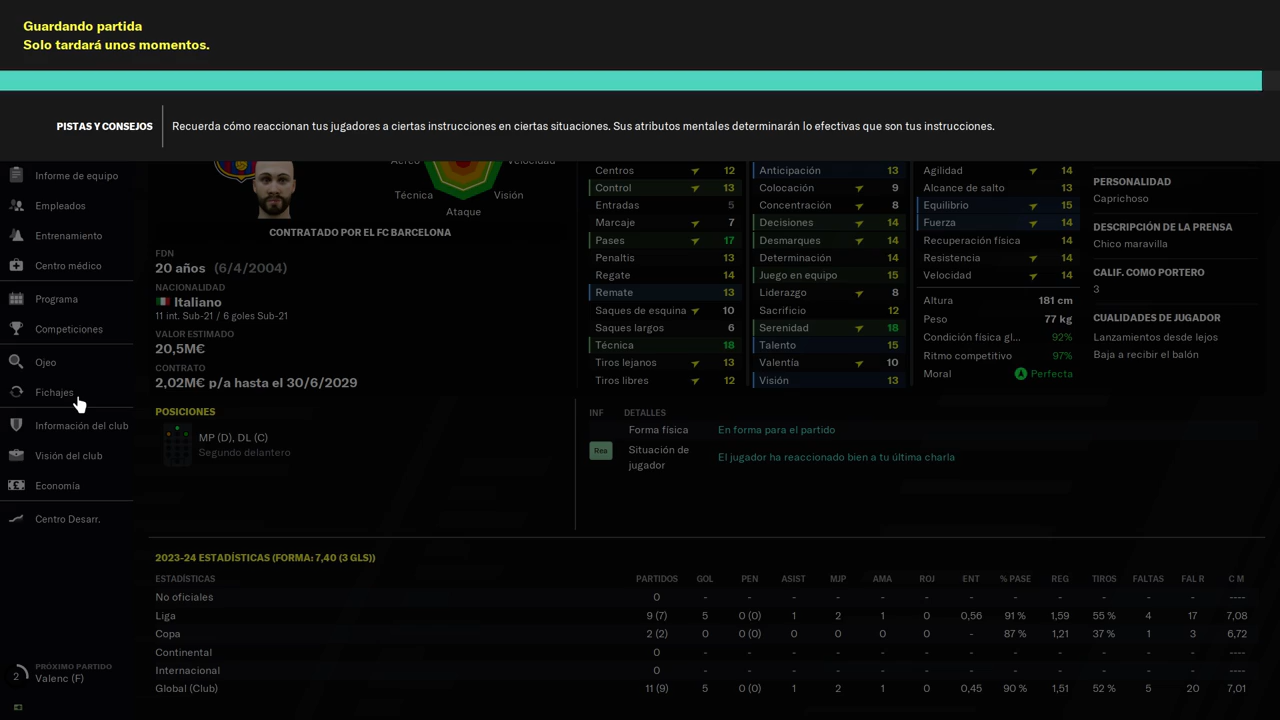 Guardando partida
Solo tardará unos momentos.
PISTAS Y CONSEJOS
Recuerda cómo reaccionan tus jugadores a ciertas instrucciones en ciertas situaciones. Sus atributos mentales determinarán lo efectivas que son tus instrucciones.
Informe de equipo
Empleados
Entrenamiento
Centro médico
Programa
Competiciones
Ojeo
Fichajes
Información del club
Visión del club
Economía
Centro Desarr.
PRÓXIMO PARTIDO
2 Valenc (F)
Técnica
Visión
Ataque
CONTRATADO POR EL FC BARCELONA
FDN
20 años (6/4/2004)
NACIONALIDAD
Italiano
11 int. Sub-21 / 6 goles Sub-21
VALOR ESTIMADO
20,5M€
CONTRATO
2,02M€ p/a hasta el 30/6/2029
Centros 12
Control 13
Entradas 5
Marcaje 7
Pases 17
Penaltis 13
Regate 14
Remate 13
Saques de esquina 10
Saques largos 6
Técnica 18
Tiros lejanos 13
Tiros libres 12
Anticipación 13
Colocación 9
Concentración 8
Decisiones 14
Desmarques 14
Determinación 14
Juego en equipo 15
Liderazgo 8
Sacrificio 12
Serenidad 18
Talento 15
Valentía 10
Visión 13
Agilidad 14
Alcance de salto 13
Equilibrio 15
Fuerza 14
Recuperación física 14
Resistencia 14
Velocidad 14
Altura 181 cm
Peso 77 kg
Condición física gl... 92%
Ritmo competitivo 97%
Moral Perfecta
PERSONALIDAD
Caprichoso
DESCRIPCIÓN DE LA PRENSA
Chico maravilla
CALIF. COMO PORTERO
3
CUALIDADES DE JUGADOR
Lanzamientos desde lejos
Baja a recibir el balón
POSICIONES
MP (D), DL (C)
Segundo delantero
INF DETALLES
Forma física En forma para el partido
Rea Situación de jugador El jugador ha reaccionado bien a tu última charla
2023-24 ESTADÍSTICAS (FORMA: 7,40 (3 GLS))
ESTADÍSTICAS PARTIDOS GOL PEN ASIST MJP AMA ROJ ENT % PASE REG TIROS FALTAS FAL R C M
No oficiales 0 - - - - - - - - - - - - ----
Liga 9 (7) 5 0 (0) 1 2 1 0 0,56 91 % 1,59 55 % 4 17 7,08
Copa 2 (2) 0 0 (0) 0 0 0 0 - 87 % 1,21 37 % 1 3 6,72
Continental 0 - - - - - - - - - - - - ----
Internacional 0 - - - - - - - - - - - - ----
Global (Club) 11 (9) 5 0 (0) 1 2 1 0 0,45 90 % 1,51 52 % 5 20 7,01